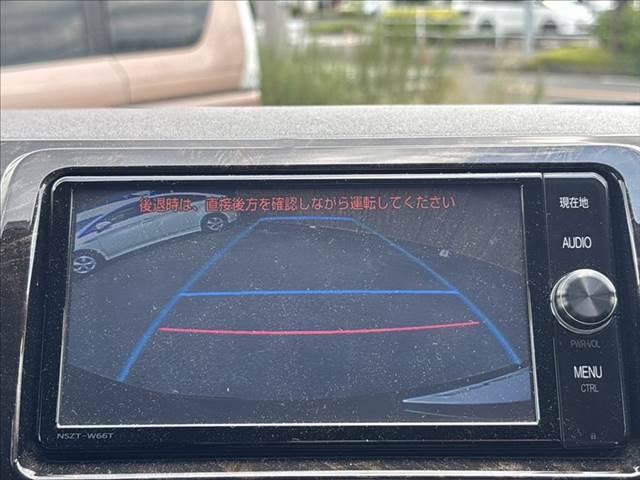 後退時は、直接後方を確認しながら運転してください
現在地
AUDIO
PWR·VOL
MENU
CTRL
NSZT-W66T